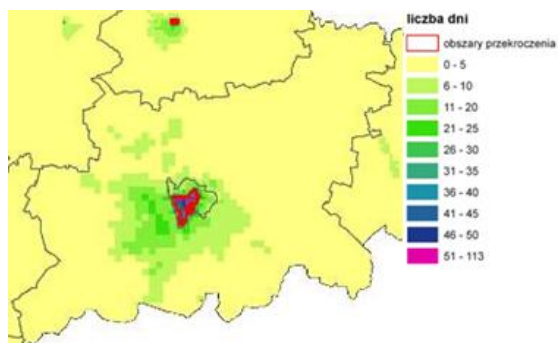 liczba dni
obszary przekroczenia
0 - 5
6 - 10
11 - 20
21 - 25
26 - 30
31 - 35
36 - 40
41 - 45
46 - 50
51 - 113